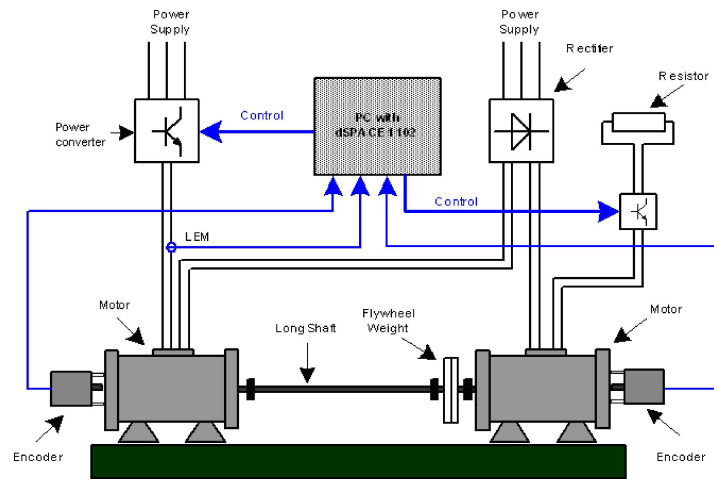 Power
Supply
Power
Supply
Rectifier
Resistor
Power
converter
Control
PC with
dSPACE 1102
Control
LEM
Motor
Long Shaft
Flywheel
Weight
Motor
Encoder
Encoder